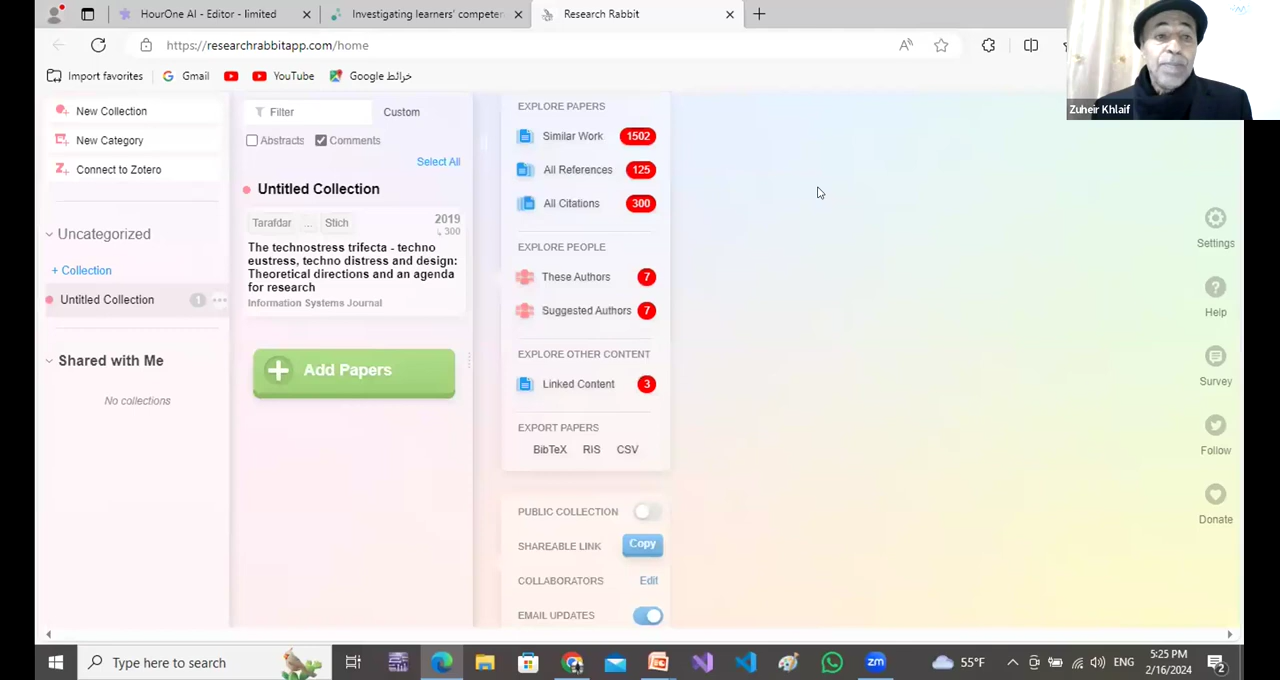 HourOne AI - Editor - limited
Investigating learners' competen
Research Rabbit
https://researchrabbitapp.com/home
Import favorites
Gmail
YouTube
خرائط Google
Zuheir Khlaif
New Collection
New Category
Connect to Zotero
Uncategorized
+ Collection
Untitled Collection
1
Shared with Me
No collections
Filter
Custom
Abstracts
Comments
Select All
Untitled Collection
Tarafdar ... Stich
2019
300
The technostress trifecta - techno
eustress, techno distress and design:
Theoretical directions and an agenda
for research
Information Systems Journal
Add Papers
EXPLORE PAPERS
Similar Work 1502
All References 125
All Citations 300
EXPLORE PEOPLE
These Authors 7
Suggested Authors 7
EXPLORE OTHER CONTENT
Linked Content 3
EXPORT PAPERS
BibTeX RIS CSV
PUBLIC COLLECTION
SHAREABLE LINK Copy
COLLABORATORS Edit
EMAIL UPDATES
Settings
Help
Survey
Follow
Donate
Type here to search
zm
55°F
ENG
5:25 PM
2/16/2024
2